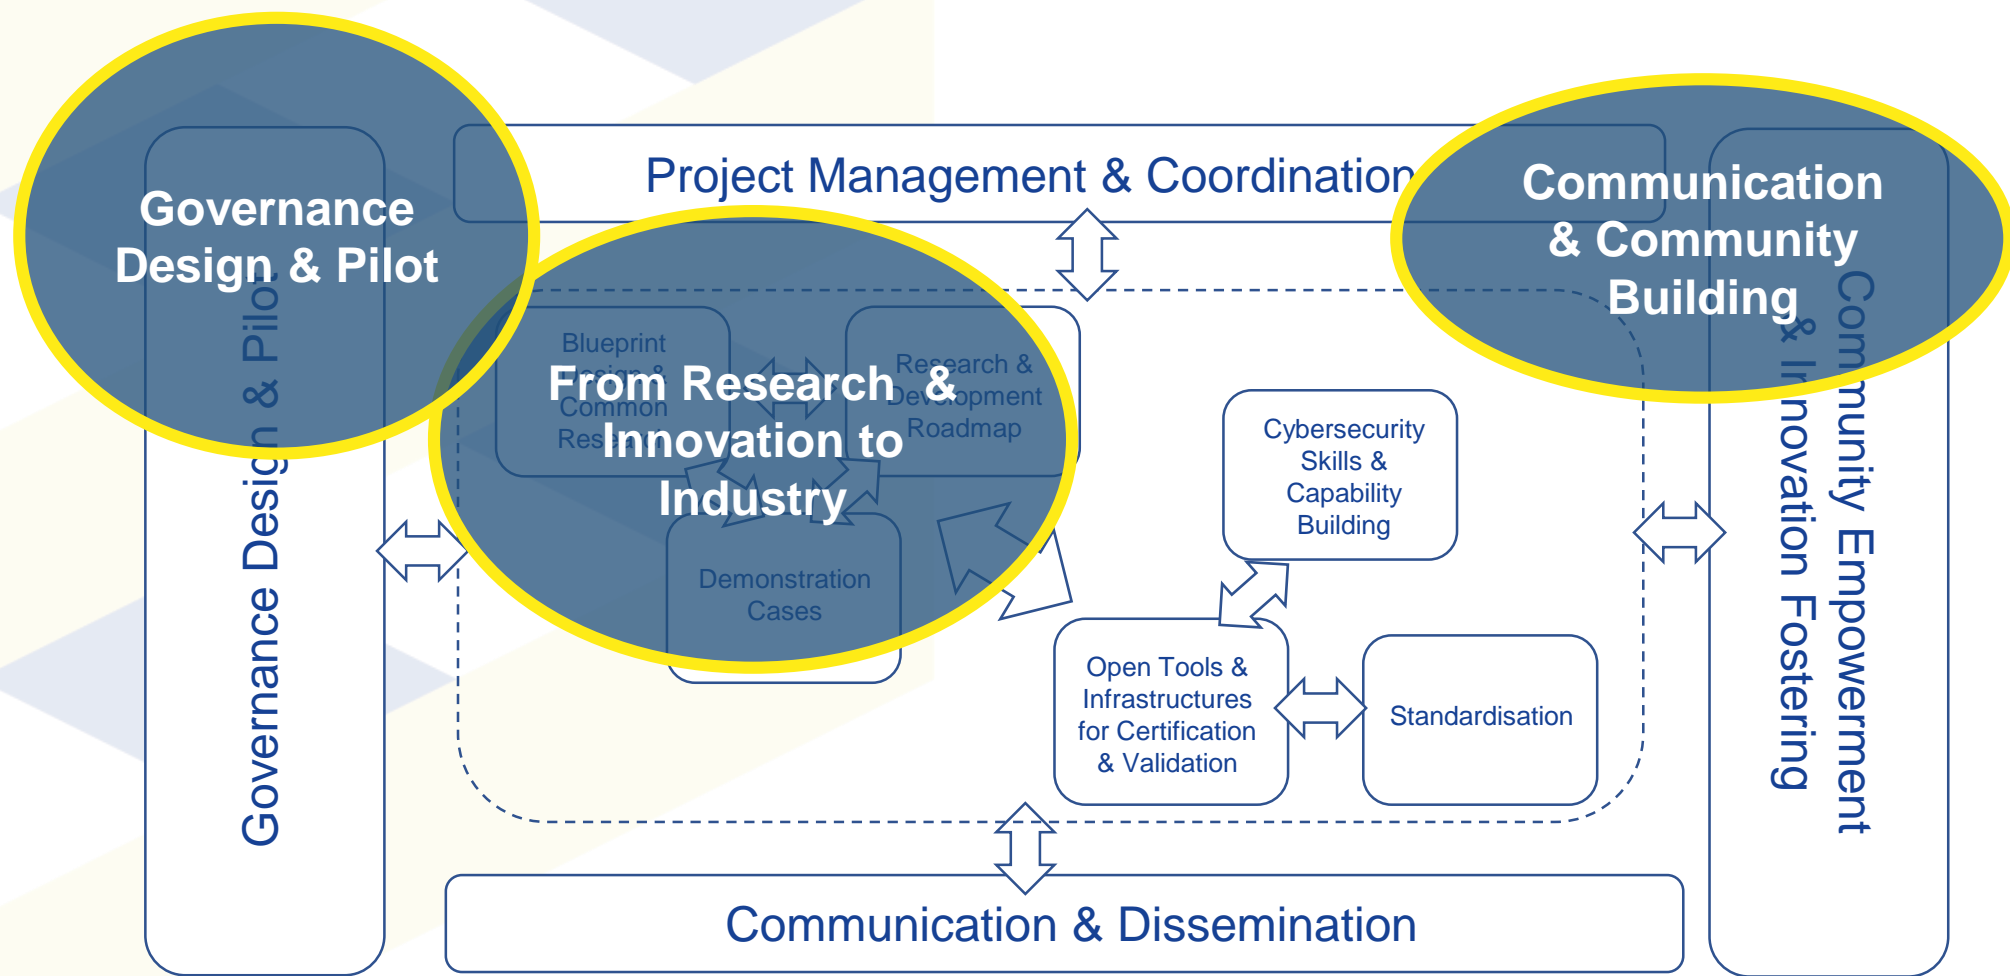 Governance
Design & Pilot
Project Management & Coordination
Communication
& Community
Building
Governance Design & Pilot
Blueprint
Design &
Common
Research
Research &
Development
Roadmap
From Research & 
Innovation to
Industry
Demonstration
Cases
Cybersecurity
Skills &
Capability
Building
Open Tools &
Infrastructures
for Certification
& Validation
Standardisation
Community Empowerment
& Innovation Fostering
Communication & Dissemination